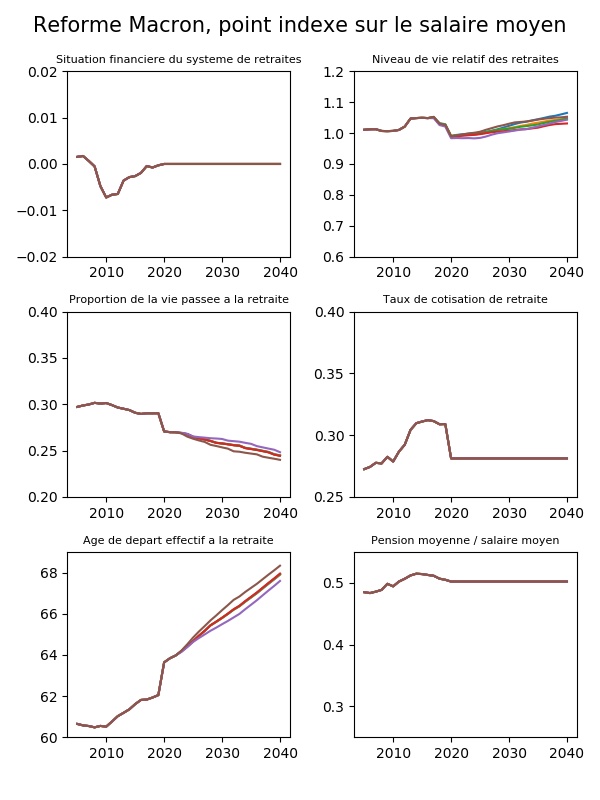 Reforme Macron, point indexe sur le salaire moyen
Situation financiere du systeme de retraites
0.02
0.01
0.00
−0.01
−0.02
2010 2020 2030 2040
Niveau de vie relatif des retraites
1.2
1.1
1.0
0.9
0.8
0.7
0.6
2010 2020 2030 2040
Proportion de la vie passee a la retraite
0.40
0.35
0.30
0.25
0.20
2010 2020 2030 2040
Taux de cotisation de retraite
0.40
0.35
0.30
0.25
2010 2020 2030 2040
Age de depart effectif a la retraite
68
66
64
62
60
2010 2020 2030 2040
Pension moyenne / salaire moyen
0.5
0.4
0.3
2010 2020 2030 2040